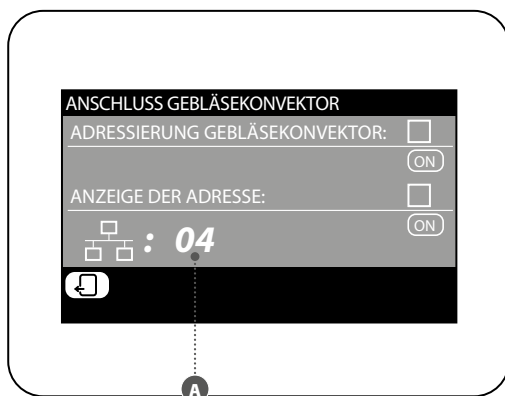 ANSCHLUSS GEBLÄSEKONVEKTOR
ADRESSIERUNG GEBLÄSEKONVEKTOR:
ON
ANZEIGE DER ADRESSE:
ON
: 04
A